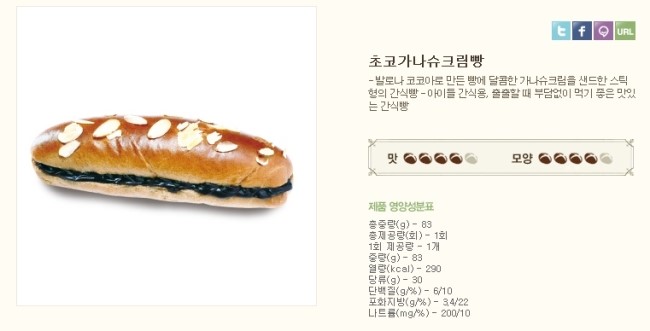 URL
초코가나슈크림빵
- 발로나 코코아로 만든 빵에 달콤한 가나슈크림을 샌드한 스틱
형의 간식빵 - 아이들 간식용, 출출할 때 부담없이 먹기 좋은 맛있
는 간식빵
맛 모양
제품 영양성분표
총중량(g) - 83
총제공량(회) - 1회
1회 제공량 - 1개
중량(g) - 83
열량(kcal) - 290
당류(g) - 30
단백질(g/%) - 6/10
포화지방(g/%) - 3.4/22
나트륨(mg/%) - 200/10